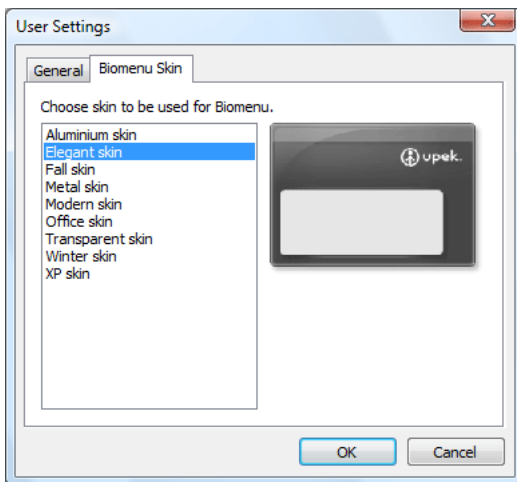 User Settings
General
Biomenu Skin
Choose skin to be used for Biomenu.
Aluminium skin
Elegant skin
Fall skin
Metal skin
Modern skin
Office skin
Transparent skin
Winter skin
XP skin
upek.
OK
Cancel